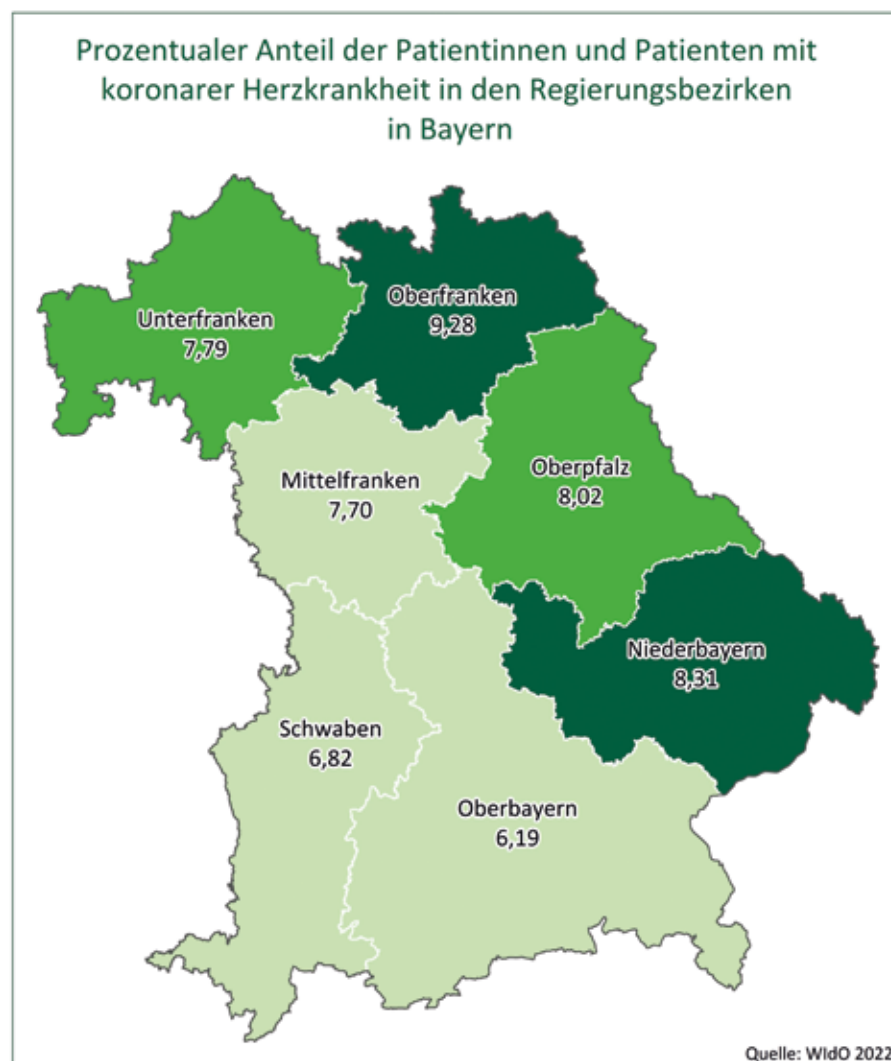 Prozentualer Anteil der Patientinnen und Patienten mit
koronarer Herzkrankheit in den Regierungsbezirken
in Bayern
Oberfranken
9,28
Unterfranken
7,79
Oberpfalz
8,02
Mittelfranken
7,70
Niederbayern
8,31
Schwaben
6,82
Oberbayern
6,19
Quelle: WIdO 2022